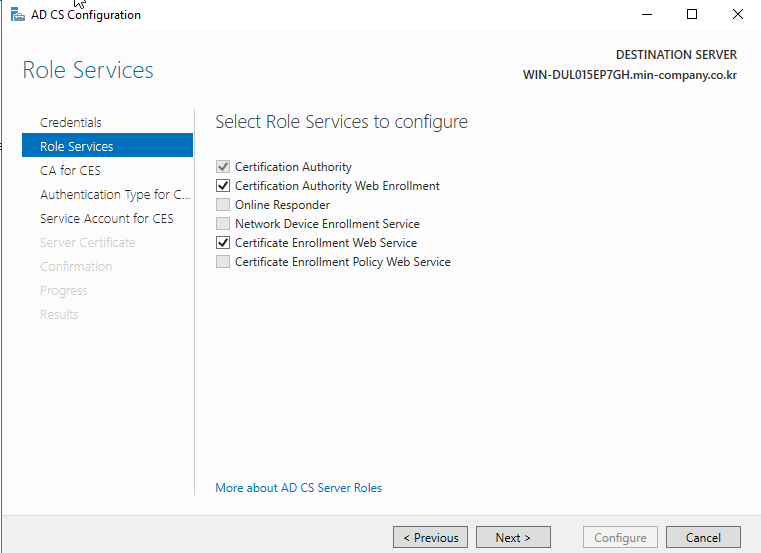 AD CS Configuration
DESTINATION SERVER
WIN-DUL015EP7GH.min-company.co.kr
Role Services
Credentials
Role Services
CA for CES
Authentication Type for C...
Service Account for CES
Server Certificate
Confirmation
Progress
Results
Select Role Services to configure
Certification Authority
Certification Authority Web Enrollment
Online Responder
Network Device Enrollment Service
Certificate Enrollment Web Service
Certificate Enrollment Policy Web Service
More about AD CS Server Roles
< Previous
Next >
Configure
Cancel